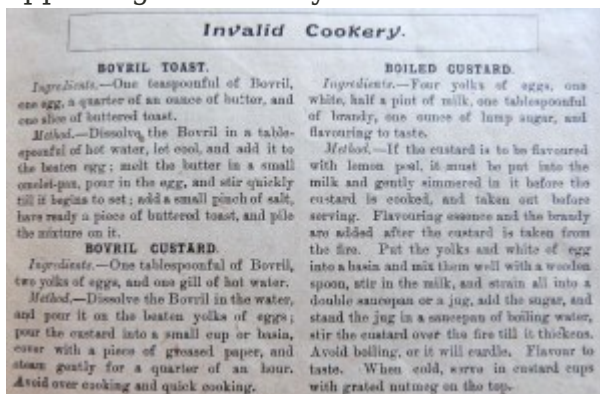 Invalid Cookery.
BOVRIL TOAST.
Ingredients.—One teaspoonful of Bovril,
one egg, a quarter of an ounce of butter, and
one slice of buttered toast.
Method.—Dissolve the Bovril in a table-
spoonful of hot water, let cool, and add it to
the beaten egg; melt the butter in a small
omelet-pan, pour in the egg, and stir quickly
till it begins to set; add a small pinch of salt,
have ready a piece of buttered toast, and pile
the mixture on it.
BOVRIL CUSTARD.
Ingredients.—One tablespoonful of Bovril,
two yolks of eggs, and one gill of hot water.
Method.—Dissolve the Bovril in the water,
and pour it on the beaten yolks of eggs;
pour the custard into a small cup or basin,
cover with a piece of greased paper, and
steam gently for a quarter of an hour.
Avoid over cooking and quick cooking.
BOILED CUSTARD.
Ingredients.—Four yolks of eggs, one
white, half a pint of milk, one tablespoonful
of brandy, one ounce of lump sugar, and
flavouring to taste.
Method.—If the custard is to be flavoured
with lemon peel, it must be put into the
milk and gently simmered in it before the
custard is cooked, and taken out before
serving. Flavouring essence and the brandy
are added after the custard is taken from
the fire. Put the yolks and white of egg
into a basin and mix them well with a wooden
spoon, stir in the milk, and strain all into a
double saucepan or a jug, add the sugar, and
stand the jug in a saucepan of boiling water,
stir the custard over the fire till it thickens.
Avoid boiling, or it will curdle. Flavour to
taste. When cold, serve in custard cups
with grated nutmeg on the top.